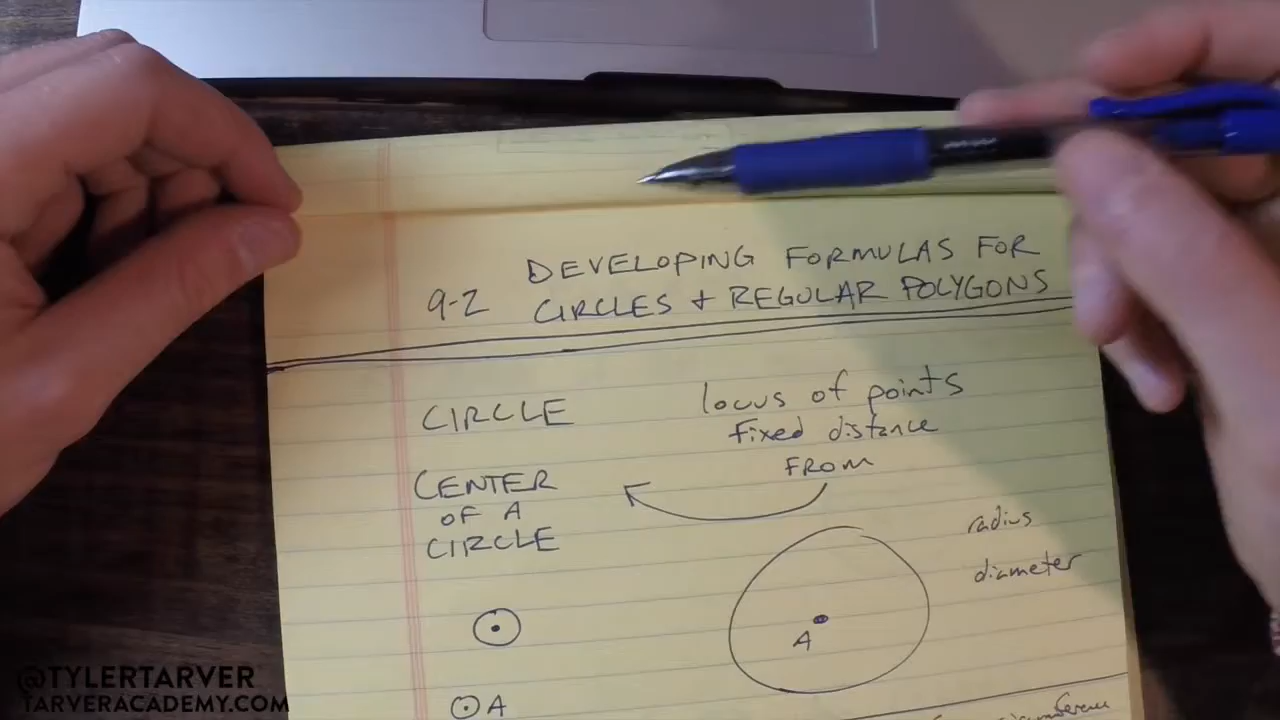 DEVELOPING FORMULAS FOR
9-2 CIRCLES + REGULAR POLYGONS
CIRCLE
locus of points
fixed distance
FROM
CENTER
OF A
CIRCLE
radius
diameter
A
⊙ A
@TYLERTARVER
TARVERACADEMY.COM